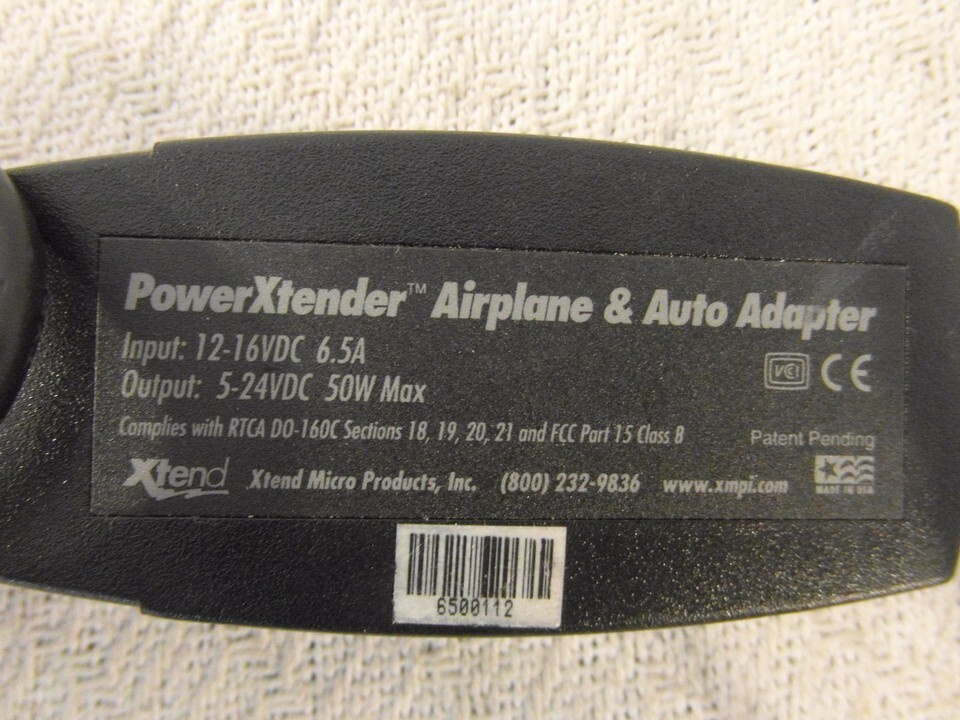 PowerXtender™ Airplane & Auto Adapter
Input: 12-16VDC 6.5A
VCCI CE
Output: 5-24VDC 50W Max
Complies with RTCA DO-160C Sections 18, 19, 20, 21 and FCC Part 15 Class B
Patent Pending
Xtend Xtend Micro Products, Inc. (800) 232-9836 www.xmpi.com
MADE IN USA
6500112